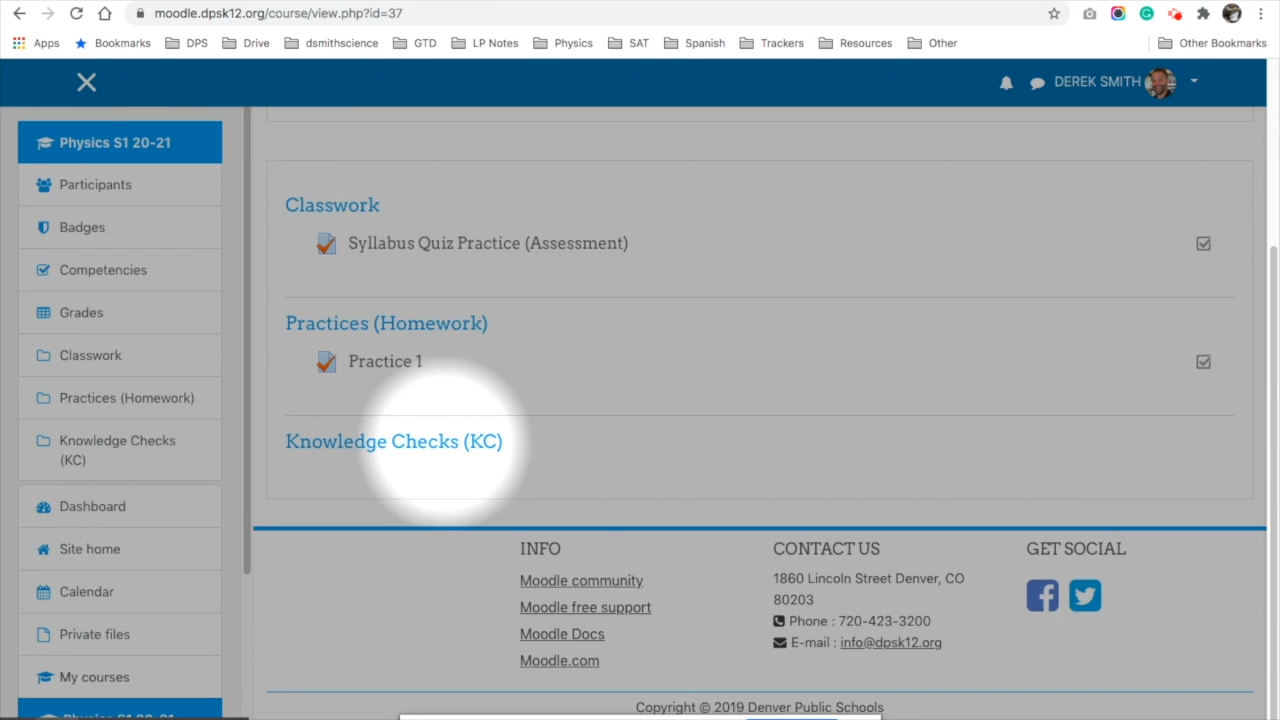 moodle.dpsk12.org/course/view.php?id=37
Apps Bookmarks DPS Drive dsmithscience GTD LP Notes Physics SAT Spanish Trackers Resources Other Other Bookmarks
DEREK SMITH
Physics S1 20-21
Participants
Badges
Competencies
Grades
Classwork
Practices (Homework)
Knowledge Checks
(KC)
Dashboard
Site home
Calendar
Private files
My courses
Physics S1 20-21
Classwork
Syllabus Quiz Practice (Assessment)
Practices (Homework)
Practice 1
Knowledge Checks (KC)
INFO
Moodle community
Moodle free support
Moodle Docs
Moodle.com
CONTACT US
1860 Lincoln Street Denver, CO
80203
Phone : 720-423-3200
E-mail : info@dpsk12.org
GET SOCIAL
Copyright © 2019 Denver Public Schools